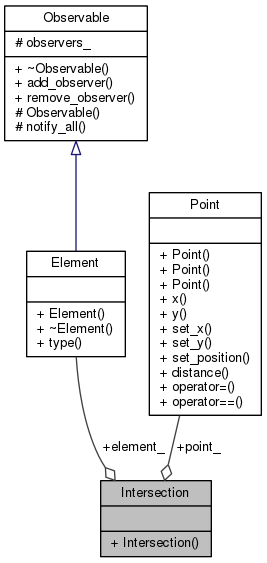 Observable
# observers_
+ ~Observable()
+ add_observer()
+ remove_observer()
# Observable()
# notify_all()
Element
+ Element()
+ ~Element()
+ type()
Point
+ Point()
+ Point()
+ Point()
+ x()
+ y()
+ set_x()
+ set_y()
+ set_position()
+ distance()
+ operator=()
+ operator==()
+element_
+point_
Intersection
+ Intersection()